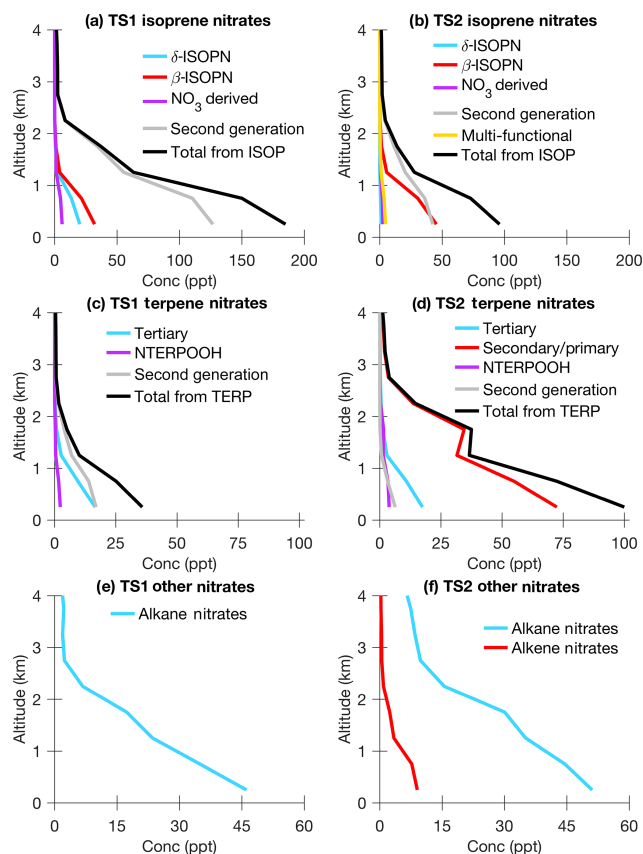 (a) TS1 isoprene nitrates
4
3
2
1
0
Altitude (km)
δ-ISOPN
β-ISOPN
NO3 derived
Second generation
Total from ISOP
0 50 100 150 200
Conc (ppt)
(b) TS2 isoprene nitrates
4
3
2
1
0
Altitude (km)
δ-ISOPN
β-ISOPN
NO3 derived
Second generation
Multi-functional
Total from ISOP
0 50 100 150 200
Conc (ppt)
(c) TS1 terpene nitrates
4
3
2
1
0
Altitude (km)
Tertiary
NTERPOOH
Second generation
Total from TERP
0 25 50 75 100
Conc (ppt)
(d) TS2 terpene nitrates
4
3
2
1
0
Altitude (km)
Tertiary
Secondary/primary
NTERPOOH
Second generation
Total from TERP
0 25 50 75 100
Conc (ppt)
(e) TS1 other nitrates
4
3
2
1
0
Altitude (km)
Alkane nitrates
0 15 30 45 60
Conc (ppt)
(f) TS2 other nitrates
4
3
2
1
0
Altitude (km)
Alkane nitrates
Alkene nitrates
0 15 30 45 60
Conc (ppt)